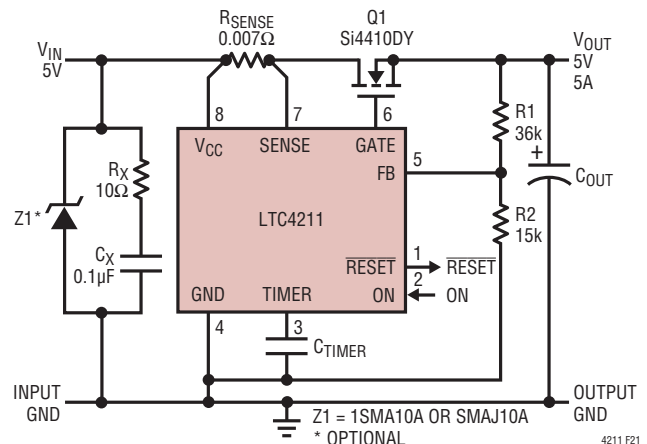 RSENSE
0.007Ω
Q1
Si4410DY
VIN
5V
VOUT
5V
5A
8
7
6
VCC
SENSE
GATE
R1
36k
RX
10Ω
FB
5
+
COUT
Z1*
LTC4211
R2
15k
CX
0.1µF
RESET
1
RESET
ON
2
ON
GND
TIMER
4
3
CTIMER
INPUT
GND
OUTPUT
GND
Z1 = 1SMA10A OR SMAJ10A
* OPTIONAL
4211 F21